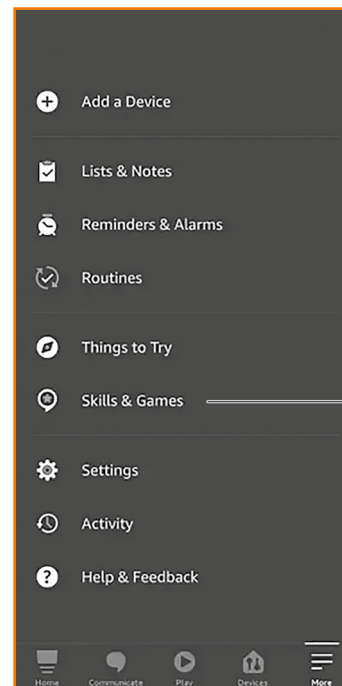 Add a Device
Lists & Notes
Reminders & Alarms
Routines
Things to Try
Skills & Games
Settings
Activity
Help & Feedback
Home Communicate Play Devices More